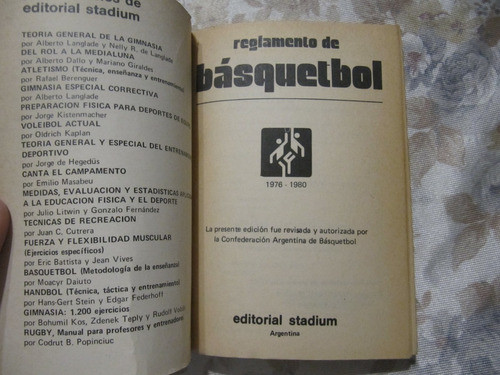 de
editorial stadium
TEORIA GENERAL DE LA GIMNASIA
por Alberto Langlade y Nelly R. de Langlade
DEL ROL A LA MEDIALUNA
por Alberto Dallo y Mariano Giraldes
ATLETISMO (Técnica, enseñanza y entrenamiento)
por Rafael Berenguer
GIMNASIA ESPECIAL CORRECTIVA
por Alberto Langlade
PREPARACION FISICA PARA DEPORTES DE
por Jorge Kistenmacher
VOLEIBOL ACTUAL
por Oldrich Kaplan
TEORIA GENERAL Y ESPECIAL DEL
DEPORTIVO
por Jorge de Hegedüs
CANTA EL CAMPAMENTO
por Emilio Masabeu
MEDIDAS, EVALUACION Y ESTADISTICAS
A LA EDUCACION FISICA Y EL DEPORTE
por Julio Litwin y Gonzalo Fernández
TECNICAS DE RECREACION
por Juan C. Cutrera
FUERZA Y FLEXIBILIDAD MUSCULAR
(Ejercicios específicos)
por Eric Battista y Jean Vives
BASQUETBOL (Metodología de la enseñanza)
por Moacyr Daiuto
HANDBOL (Técnica, táctica y entrenamiento)
por Hans-Gert Stein y Edgar Federhoff
GIMNASIA: 1.200 ejercicios
por Bohumil Kos, Zdenek Teply y Rudolf
RUGBY, Manual para profesores y entrenadores
por Codrut B. Popinciuc
reglamento de
básquetbol
1976 - 1980
La presente edición fue revisada y autorizada por
la Confederación Argentina de Básquetbol
editorial stadium
Argentina